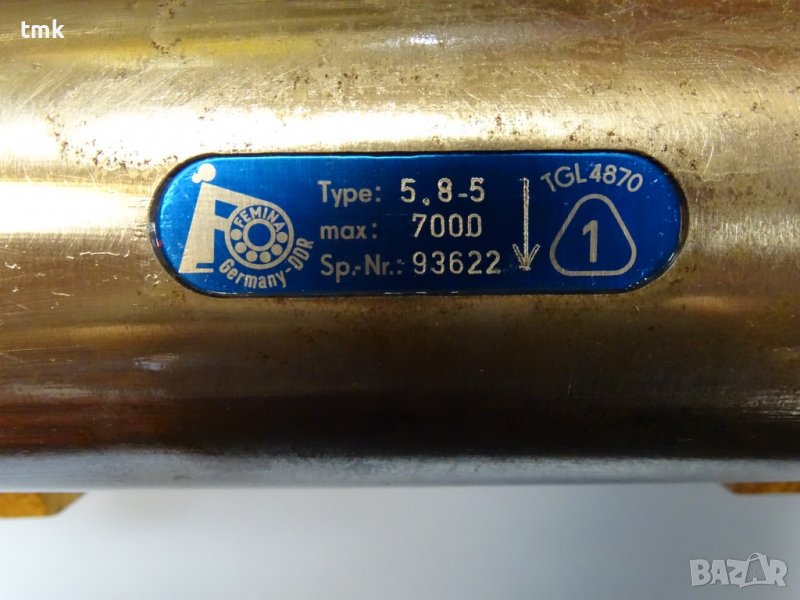 tmk
FEMINA
Germany-DDR
Type: 5.8-5
max: 7000
Sp.-Nr.: 93622
TGL 4870
1
BAZAR